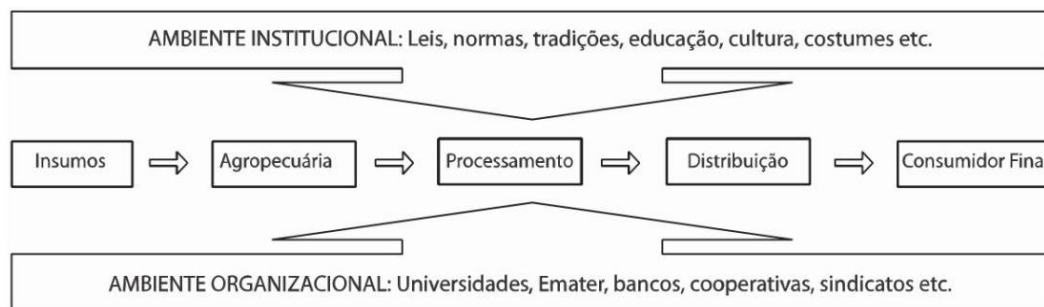 AMBIENTE INSTITUCIONAL: Leis, normas, tradições, educação, cultura, costumes etc.
Insumos
Agropecuária
Processamento
Distribuição
Consumidor Final
AMBIENTE ORGANIZACIONAL: Universidades, Emater, bancos, cooperativas, sindicatos etc.